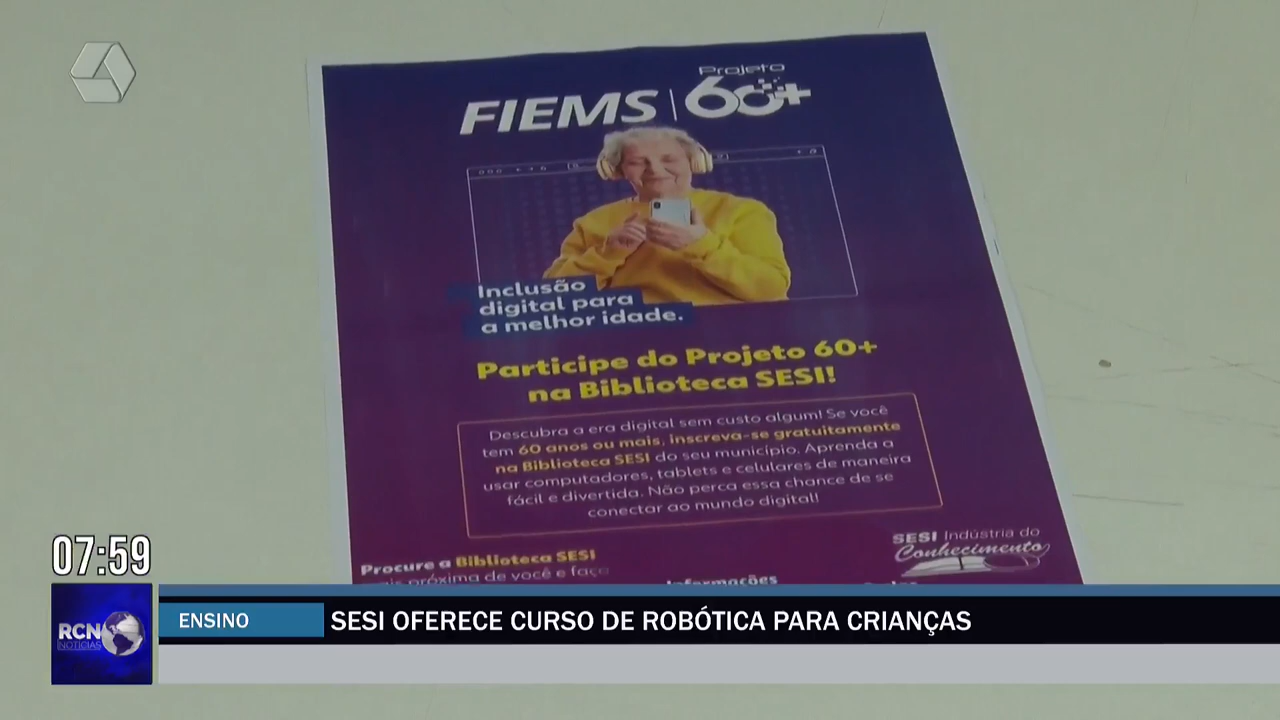 Projeto
FIEMS | 60+
Inclusão
digital para
a melhor idade.
Participe do Projeto 60+
na Biblioteca SESI!
Descubra a era digital sem custo algum! Se você
tem 60 anos ou mais, inscreva-se gratuitamente
na Biblioteca SESI do seu município. Aprenda a
usar computadores, tablets e celulares de maneira
fácil e divertida. Não perca essa chance de se
conectar ao mundo digital!
Procure a Biblioteca SESI
mais próxima de você e faça
Informações
SESI Indústria do
Conhecimento
07:59
RCN
NOTÍCIAS
ENSINO
SESI OFERECE CURSO DE ROBÓTICA PARA CRIANÇAS